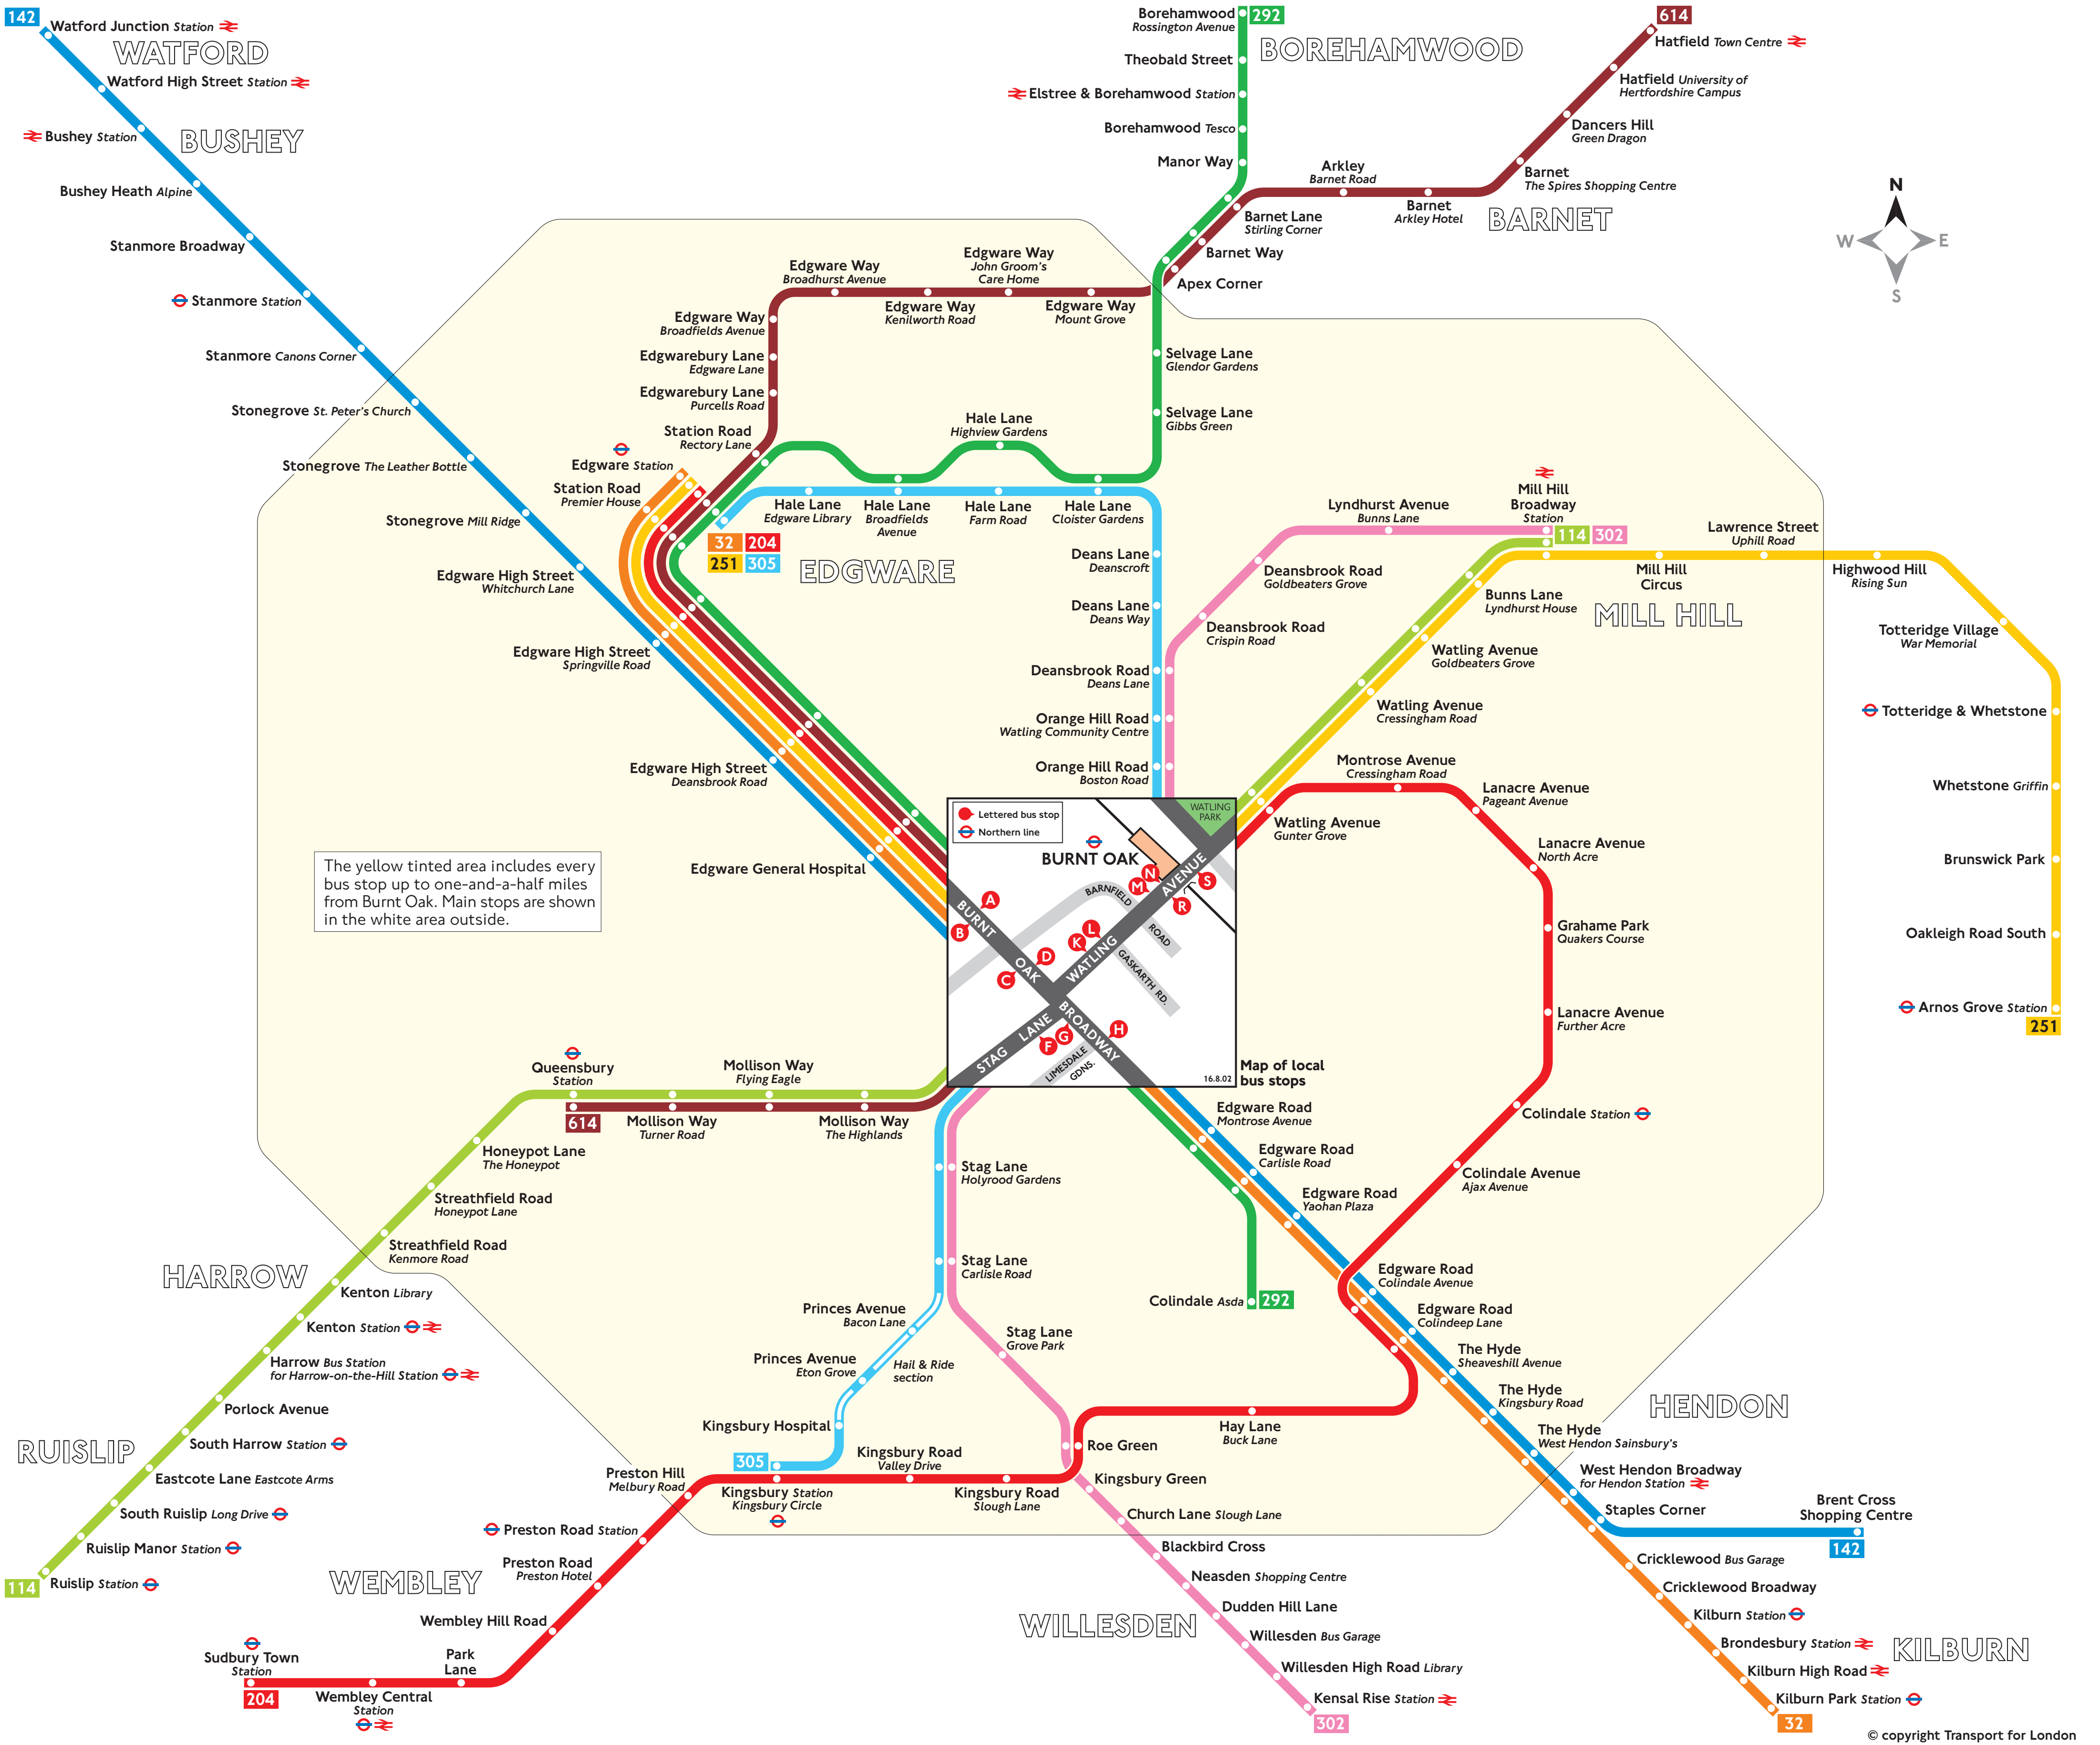 142
Watford Junction Station
WATFORD
Watford High Street Station
Bushey Station
BUSHEY
Bushey Heath Alpine
Stanmore Broadway
Stanmore Station
Stanmore Canons Corner
Stonegrove St. Peter's Church
Stonegrove The Leather Bottle
Stonegrove Mill Ridge
Edgware High Street
Whitchurch Lane
Edgware High Street
Springville Road
Edgware High Street
Deansbrook Road
Edgware General Hospital
Borehamwood
Rossington Avenue
292
BOREHAMWOOD
Theobald Street
Elstree & Borehamwood Station
Borehamwood Tesco
Manor Way
614
Hatfield Town Centre
Hatfield University of
Hertfordshire Campus
Dancers Hill
Green Dragon
Barnet
The Spires Shopping Centre
Arkley
Barnet Road
Barnet
Arkley Hotel
BARNET
Barnet Lane
Stirling Corner
Barnet Way
Apex Corner
N
W
E
S
Edgware Way
Broadhurst Avenue
Edgware Way
John Groom's
Care Home
Edgware Way
Kenilworth Road
Edgware Way
Mount Grove
Edgware Way
Broadfields Avenue
Edgwarebury Lane
Edgware Lane
Edgwarebury Lane
Purcells Road
Station Road
Rectory Lane
Edgware Station
Station Road
Premier House
32
204
251
305
EDGWARE
Selvage Lane
Glendor Gardens
Selvage Lane
Gibbs Green
Hale Lane
Highview Gardens
Hale Lane
Edgware Library
Hale Lane
Broadfields
Avenue
Hale Lane
Farm Road
Hale Lane
Cloister Gardens
Deans Lane
Deanscroft
Deans Lane
Deans Way
Deansbrook Road
Deans Lane
Orange Hill Road
Watling Community Centre
Orange Hill Road
Boston Road
Lyndhurst Avenue
Bunns Lane
Deansbrook Road
Goldbeaters Grove
Deansbrook Road
Crispin Road
Mill Hill
Broadway
Station
114
302
Lawrence Street
Uphill Road
Mill Hill
Circus
Highwood Hill
Rising Sun
MILL HILL
Bunns Lane
Lyndhurst House
Watling Avenue
Goldbeaters Grove
Watling Avenue
Cressingham Road
Totteridge Village
War Memorial
Totteridge & Whetstone
Whetstone Griffin
Brunswick Park
Oakleigh Road South
Arnos Grove Station
251
Montrose Avenue
Cressingham Road
Watling Avenue
Gunter Grove
Lanacre Avenue
Pageant Avenue
Lanacre Avenue
North Acre
Grahame Park
Quakers Course
Lanacre Avenue
Further Acre
Colindale Station
Colindale Avenue
Ajax Avenue
The yellow tinted area includes every
bus stop up to one-and-a-half miles
from Burnt Oak. Main stops are shown
in the white area outside.
Lettered bus stop
Northern line
WATLING
PARK
BURNT OAK
BURNT
OAK
BROADWAY
WATLING
AVENUE
STAG LANE
BARNFIELD
ROAD
GASKARTH RD.
LIMESDALE
GDNS.
A
B
C
D
F
G
H
K
L
M
N
R
S
16.8.02
Map of local
bus stops
Queensbury
Station
614
Mollison Way
Flying Eagle
Mollison Way
Turner Road
Mollison Way
The Highlands
Honeypot Lane
The Honeypot
Streathfield Road
Honeypot Lane
Streathfield Road
Kenmore Road
HARROW
Kenton Library
Kenton Station
Harrow Bus Station
for Harrow-on-the-Hill Station
Porlock Avenue
RUISLIP
South Harrow Station
Eastcote Lane Eastcote Arms
South Ruislip Long Drive
Ruislip Manor Station
114
Ruislip Station
Stag Lane
Holyrood Gardens
Stag Lane
Carlisle Road
Stag Lane
Grove Park
Princes Avenue
Bacon Lane
Princes Avenue
Eton Grove
Hail & Ride
section
Kingsbury Hospital
305
Kingsbury Station
Kingsbury Circle
Kingsbury Road
Valley Drive
Kingsbury Road
Slough Lane
Preston Hill
Melbury Road
Preston Road Station
Preston Road
Preston Hotel
WEMBLEY
Wembley Hill Road
Park
Lane
Wembley Central
Station
Sudbury Town
Station
204
Roe Green
Hay Lane
Buck Lane
Kingsbury Green
Church Lane Slough Lane
Blackbird Cross
Neasden Shopping Centre
Dudden Hill Lane
WILLESDEN
Willesden Bus Garage
Willesden High Road Library
Kensal Rise Station
302
Colindale Asda
292
Edgware Road
Montrose Avenue
Edgware Road
Carlisle Road
Edgware Road
Yaohan Plaza
Edgware Road
Colindale Avenue
Edgware Road
Colindeep Lane
The Hyde
Sheaveshill Avenue
The Hyde
Kingsbury Road
HENDON
The Hyde
West Hendon Sainsbury's
West Hendon Broadway
for Hendon Station
Staples Corner
Brent Cross
Shopping Centre
142
Cricklewood Bus Garage
Cricklewood Broadway
Kilburn Station
Brondesbury Station
KILBURN
Kilburn High Road
Kilburn Park Station
32
© copyright Transport for London